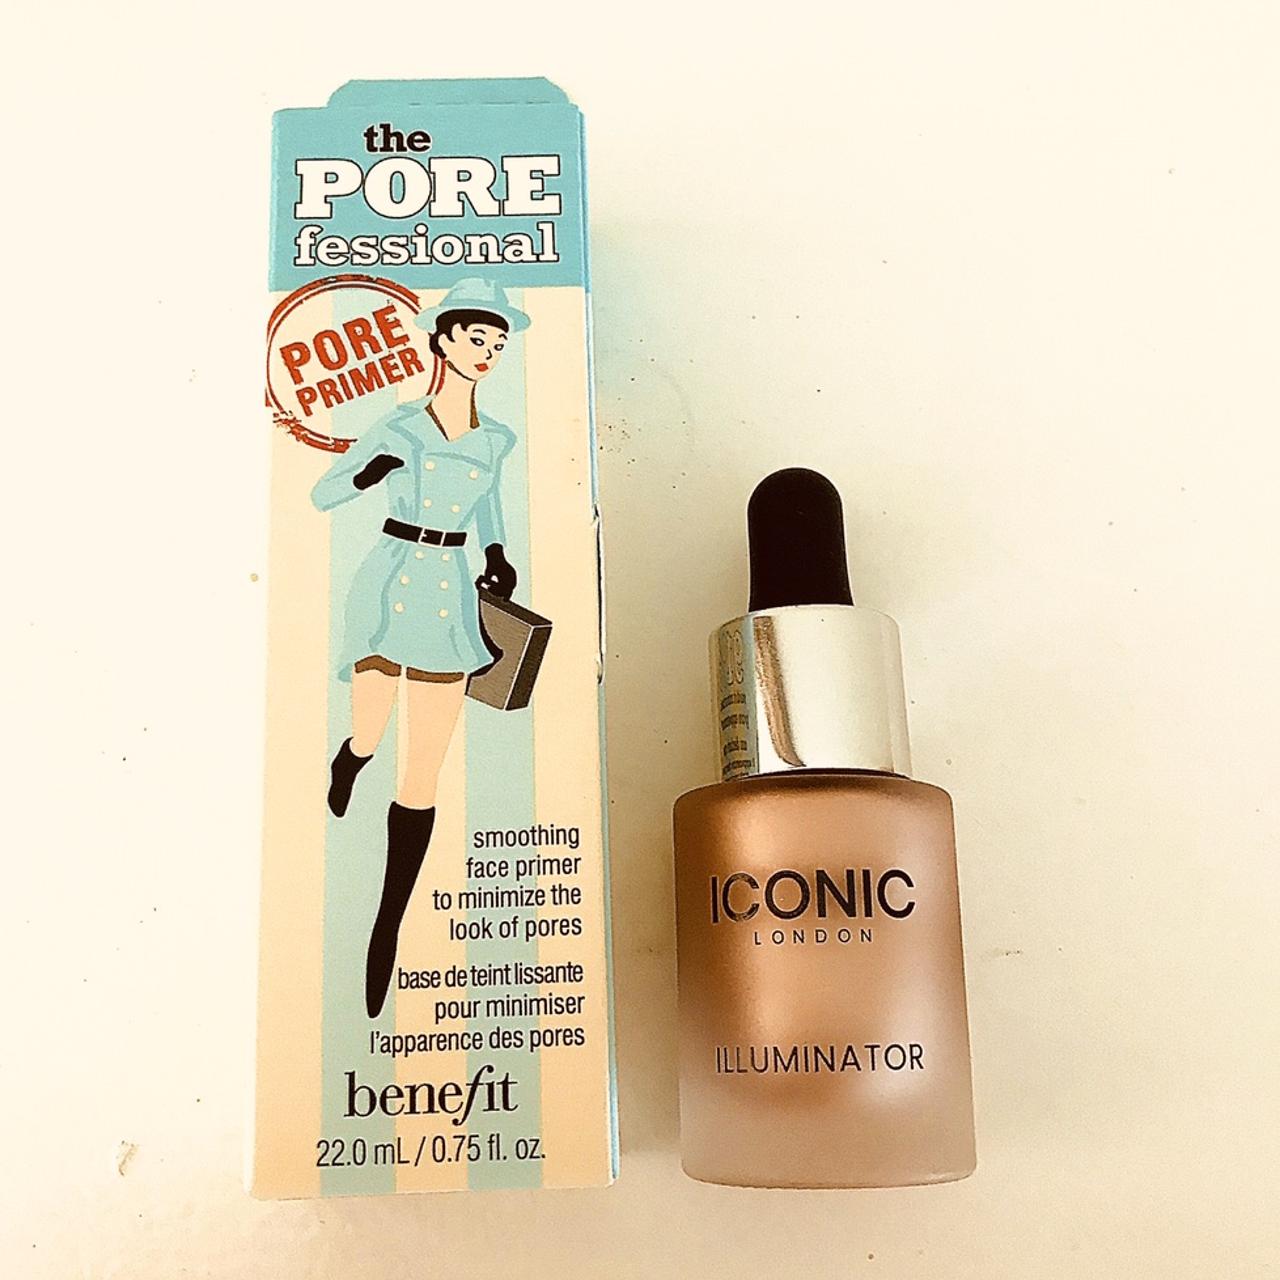 the
PORE
fessional
PORE
PRIMER
smoothing
face primer
to minimize the
look of pores
base de teint lissante
pour minimiser
l'apparence des pores
benefit
22.0 mL / 0.75 fl. oz.
ICONIC
LONDON
ILLUMINATOR